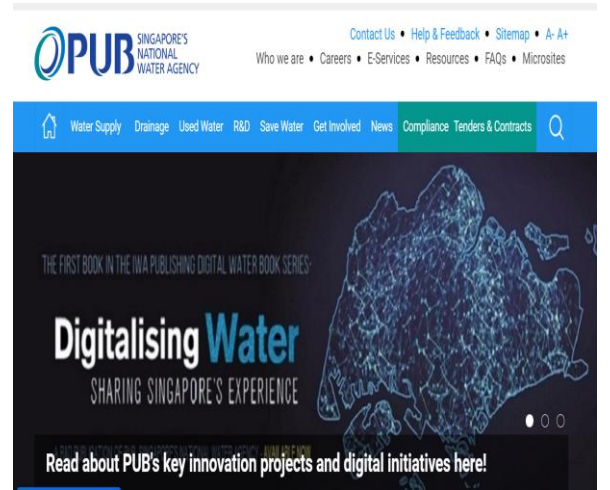 PUB SINGAPORE'S
NATIONAL
WATER AGENCY
Contact Us • Help & Feedback • Sitemap • A- A+
Who we are • Careers • E-Services • Resources • FAQs • Microsites
Water Supply Drainage Used Water R&D Save Water Get Involved News Compliance Tenders & Contracts
THE FIRST BOOK IN THE IWA PUBLISHING DIGITAL WATER BOOK SERIES-
Digitalising Water
SHARING SINGAPORE'S EXPERIENCE
Read about PUB's key innovation projects and digital initiatives here!